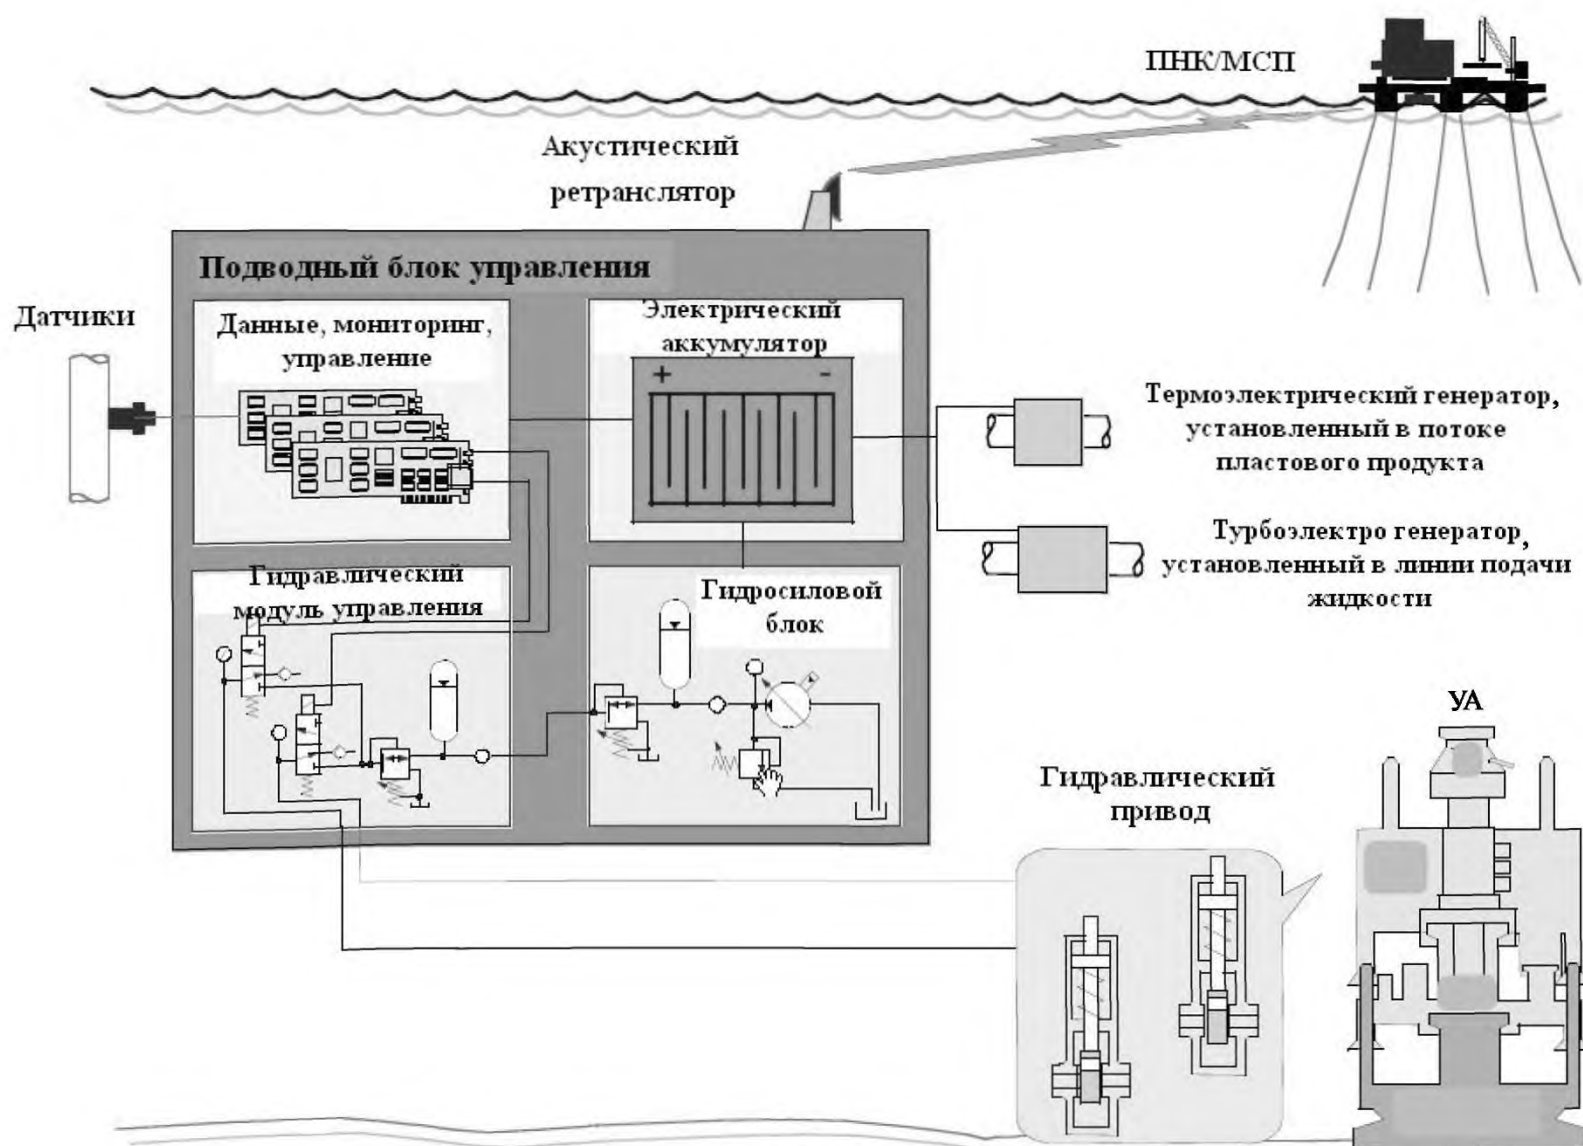 ПНК/МСП
Акустический
ретранслятор
Подводный блок управления
Датчики
Данные, мониторинг,
управление
Электрический
аккумулятор
+ -
Термоэлектрический генератор,
установленный в потоке
пластового продукта
Турбоэлектро генератор,
установленный в линии подачи
жидкости
Гидравлический
модуль управления
Гидросиловой
блок
УА
Гидравлический
привод